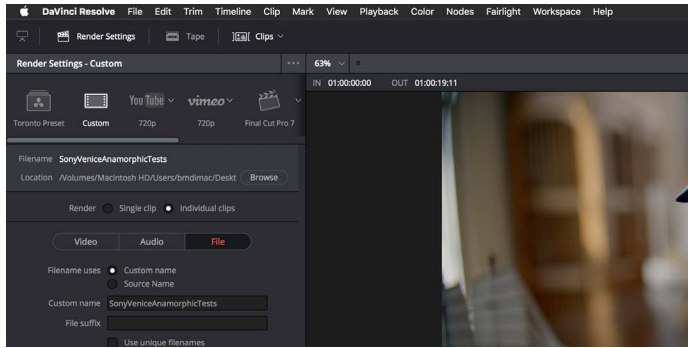 DaVinci Resolve File Edit Trim Timeline Clip Mark View Playback Color Nodes Fairlight Workspace Help
Render Settings Tape Clips
Render Settings - Custom ... 63%
IN 01:00:00:00 OUT 01:00:19:11
YouTube vimeo
Toronto Preset Custom 720p 720p Final Cut Pro 7
Filename SonyVeniceAnamorphicTests
Location /Volumes/Macintosh HD/Users/bmdimac/Deskt Browse
Render Single clip Individual clips
Video Audio File
Filename uses Custom name
Source Name
Custom name SonyVeniceAnamorphicTests
File suffix
Use unique filenames